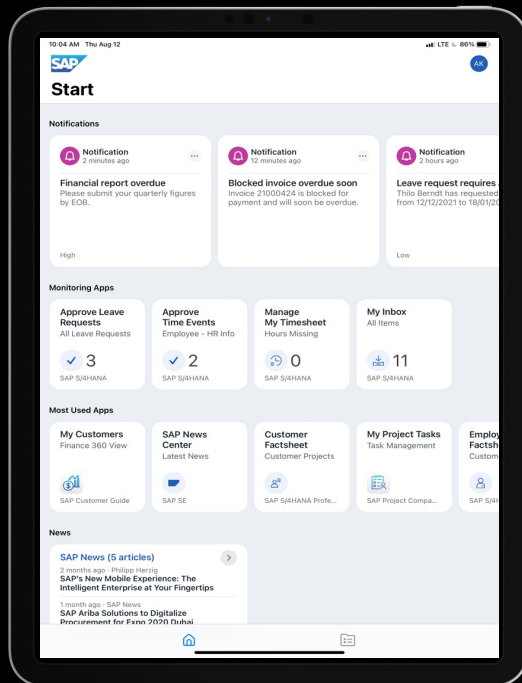 10:04 AM Thu Aug 12
LTE 86%
SAP
AK
Start
Notifications
Notification
2 minutes ago
Financial report overdue
Please submit your quarterly figures
by EOB.
High
Notification
12 minutes ago
Blocked invoice overdue soon
Invoice 21000424 is blocked for
payment and will soon be overdue.
Notification
2 hours ago
Leave request requires
Thilo Berndt has requested
from 12/12/2021 to 18/01/20
Low
Monitoring Apps
Approve Leave
Requests
All Leave Requests
3
SAP S/4HANA
Approve
Time Events
Employee - HR Info
2
SAP S/4HANA
Manage
My Timesheet
Hours Missing
0
SAP S/4HANA
My Inbox
All Items
11
SAP S/4HANA
Most Used Apps
My Customers
Finance 360 View
SAP Customer Guide
SAP News
Center
Latest News
SAP SE
Customer
Factsheet
Customer Projects
SAP S/4HANA Profe...
My Project Tasks
Task Management
SAP Project Compa...
Employ
Factsh
Custom
SAP S/4H
News
SAP News (5 articles)
2 months ago · Philipp Herzig
SAP's New Mobile Experience: The
Intelligent Enterprise at Your Fingertips
1 month ago · SAP News
SAP Ariba Solutions to Digitalize
Procurement for Expo 2020 Dubai